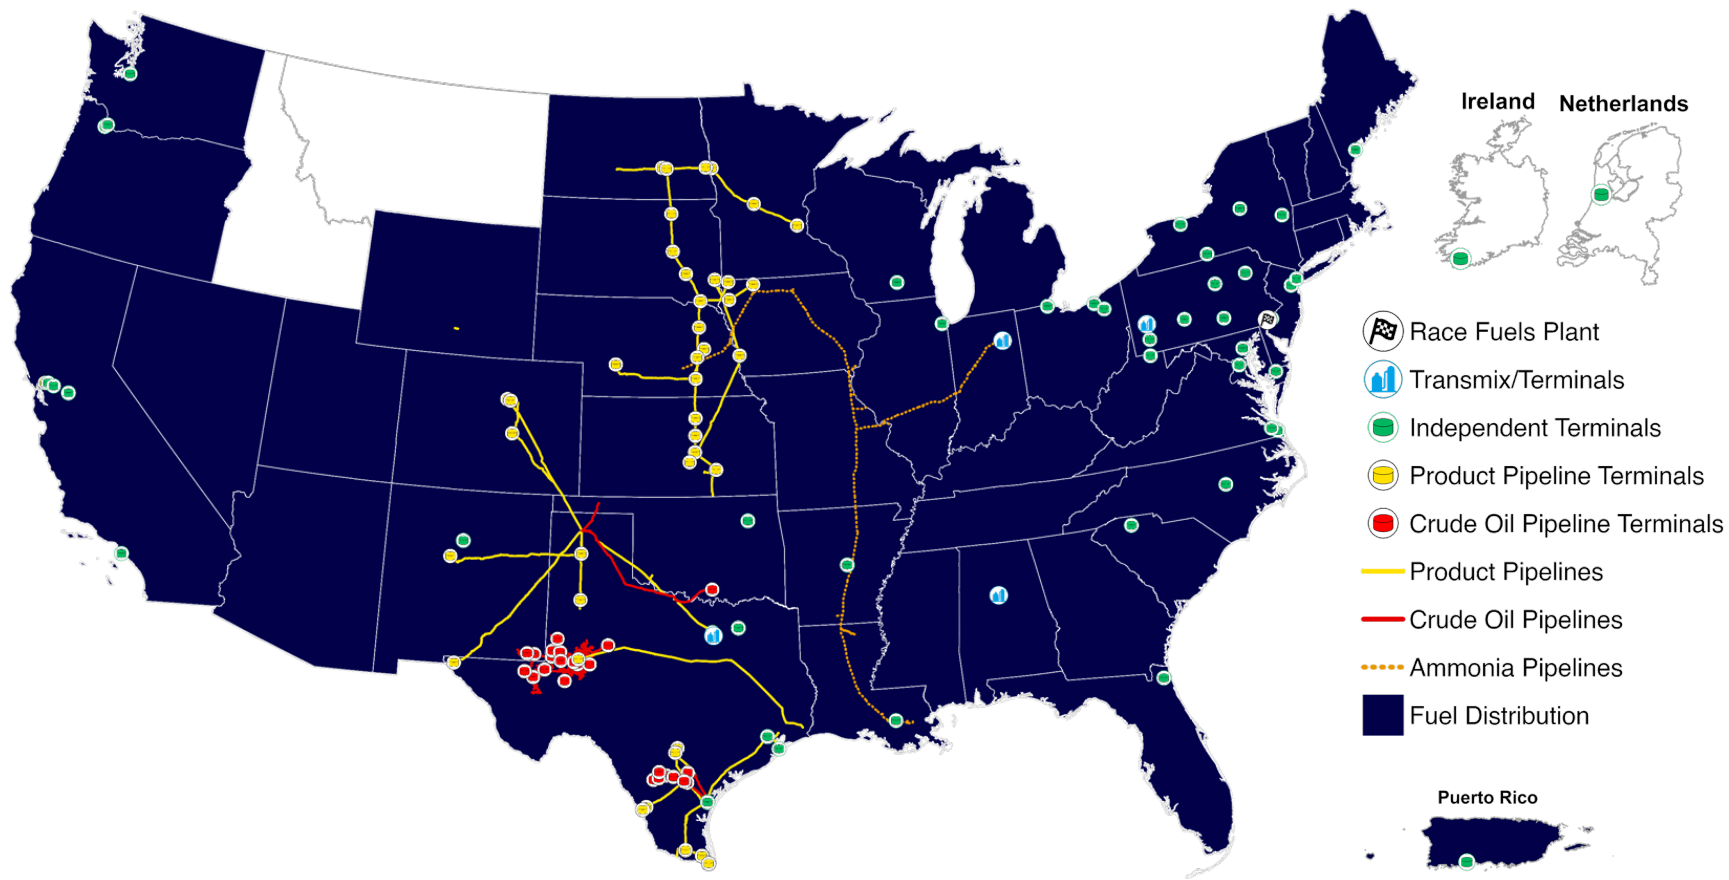 Ireland
Netherlands
Race Fuels Plant
Transmix/Terminals
Independent Terminals
Product Pipeline Terminals
Crude Oil Pipeline Terminals
Product Pipelines
Crude Oil Pipelines
Ammonia Pipelines
Fuel Distribution
Puerto Rico